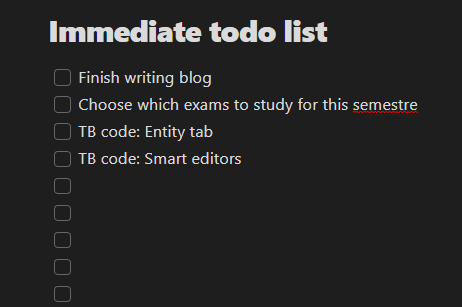 Immediate todo list
Finish writing blog
Choose which exams to study for this semestre
TB code: Entity tab
TB code: Smart editors